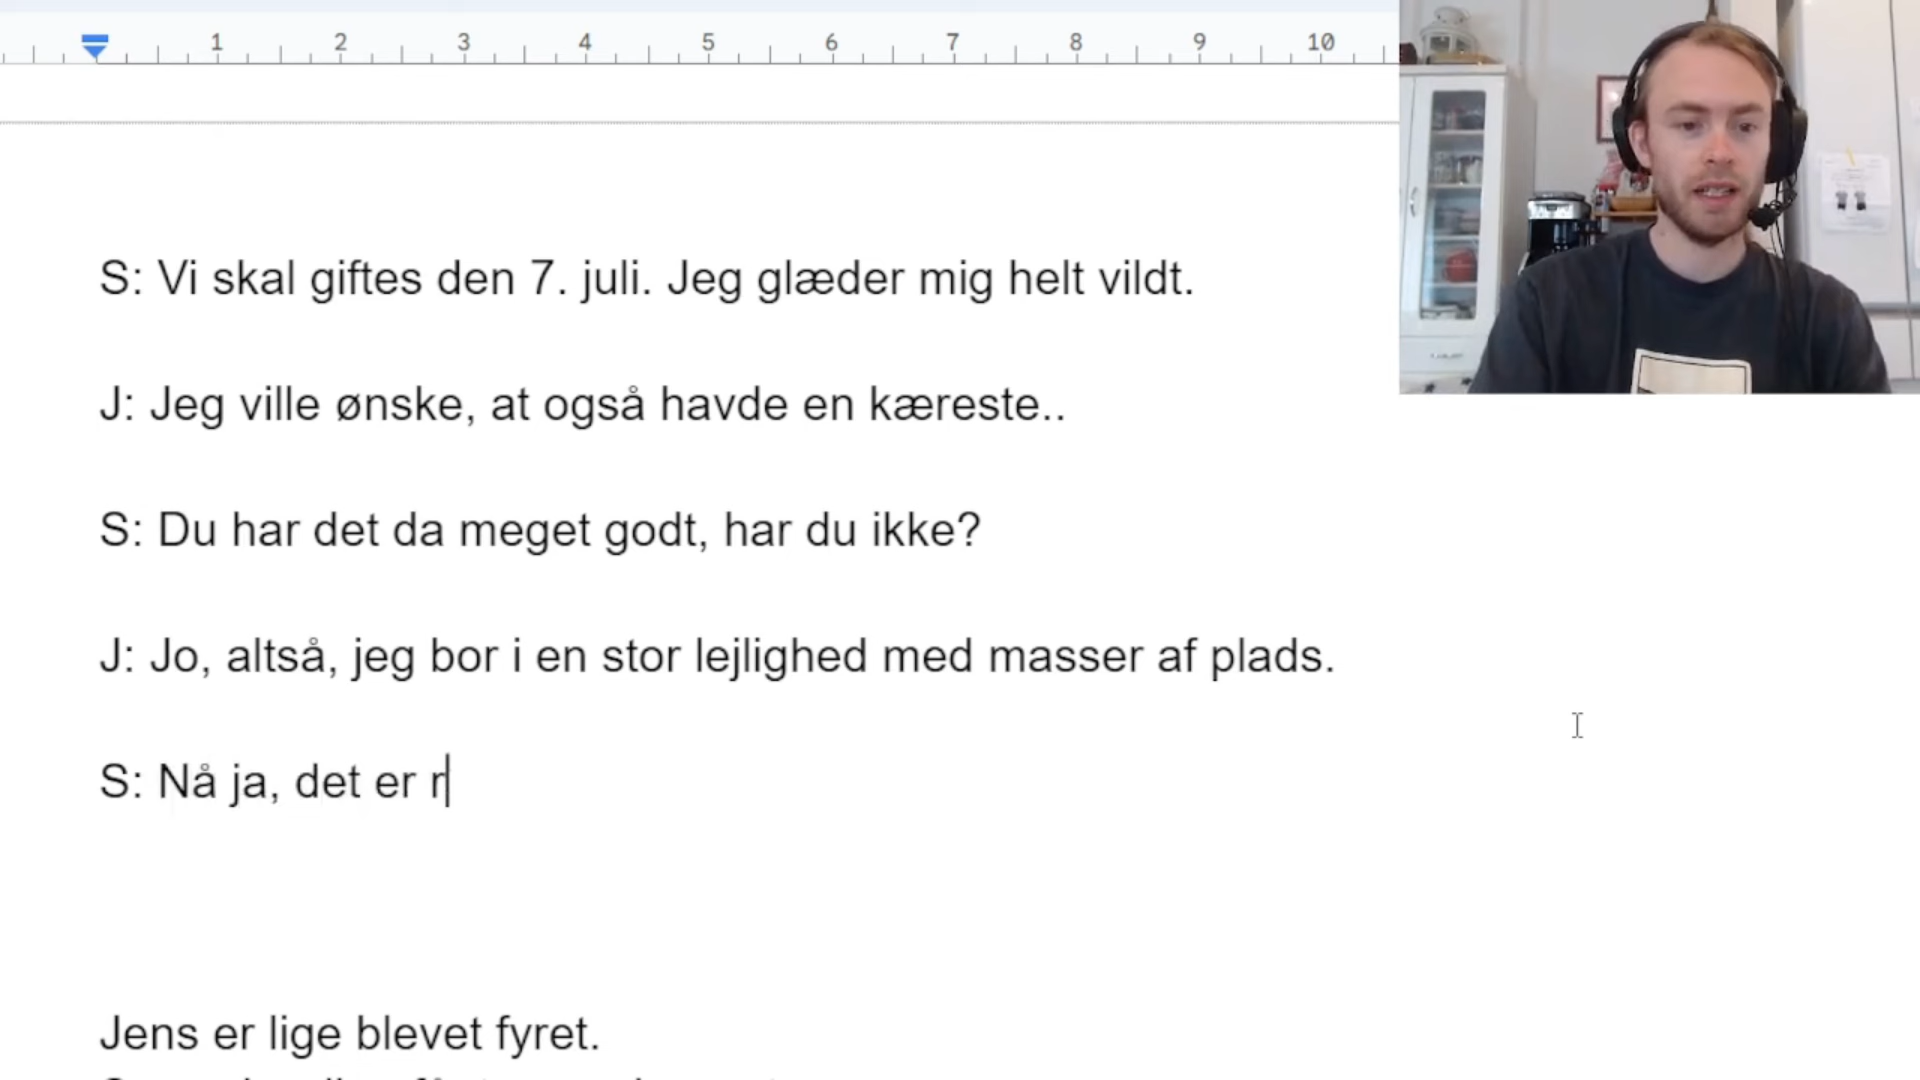 1 2 3 4 5 6 7 8 9 10
S: Vi skal giftes den 7. juli. Jeg glæder mig helt vildt.
J: Jeg ville ønske, at også havde en kæreste..
S: Du har det da meget godt, har du ikke?
J: Jo, altså, jeg bor i en stor lejlighed med masser af plads.
S: Nå ja, det er r
Jens er lige blevet fyret.